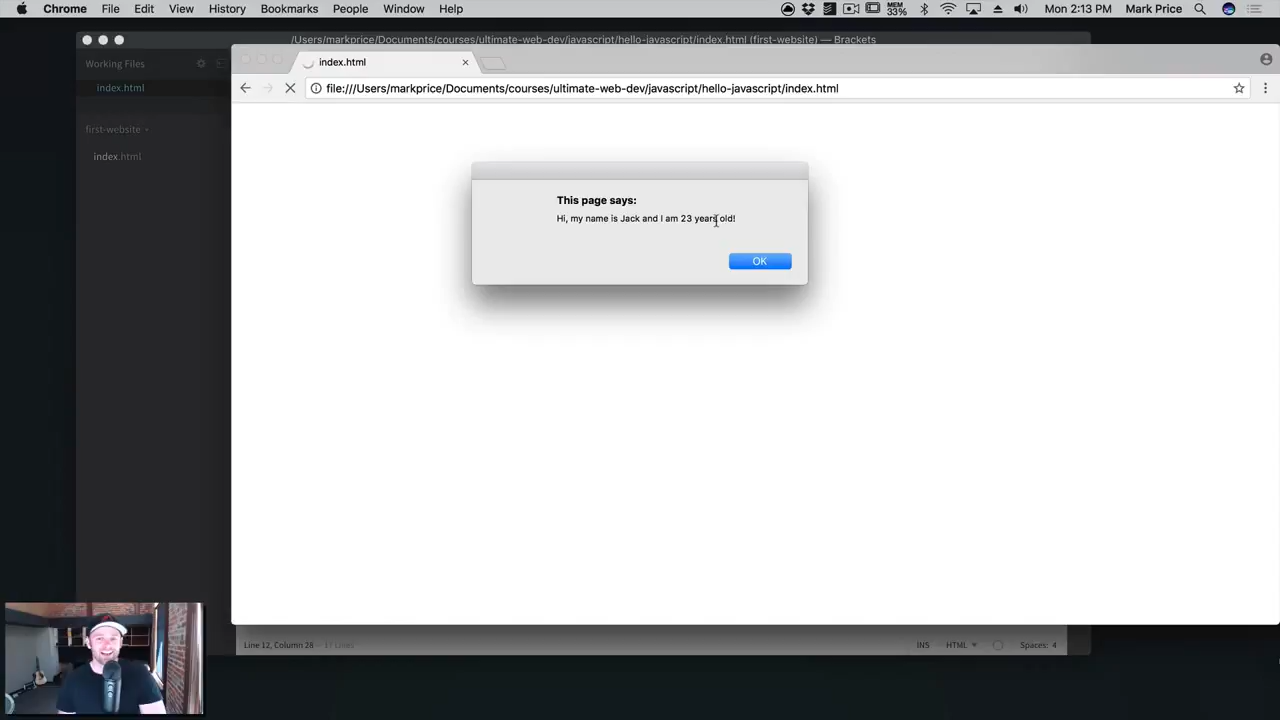 Chrome File Edit View History Bookmarks People Window Help MEM 33% Mon 2:13 PM Mark Price
/Users/markprice/Documents/courses/ultimate-web-dev/javascript/hello-javascript/index.html (first-website) — Brackets
Working Files
index.html
first-website
index.html
index.html
file:///Users/markprice/Documents/courses/ultimate-web-dev/javascript/hello-javascript/index.html
This page says:
Hi, my name is Jack and I am 23 years old!
OK
Line 12, Column 28 — 17 Lines
INS HTML Spaces: 4